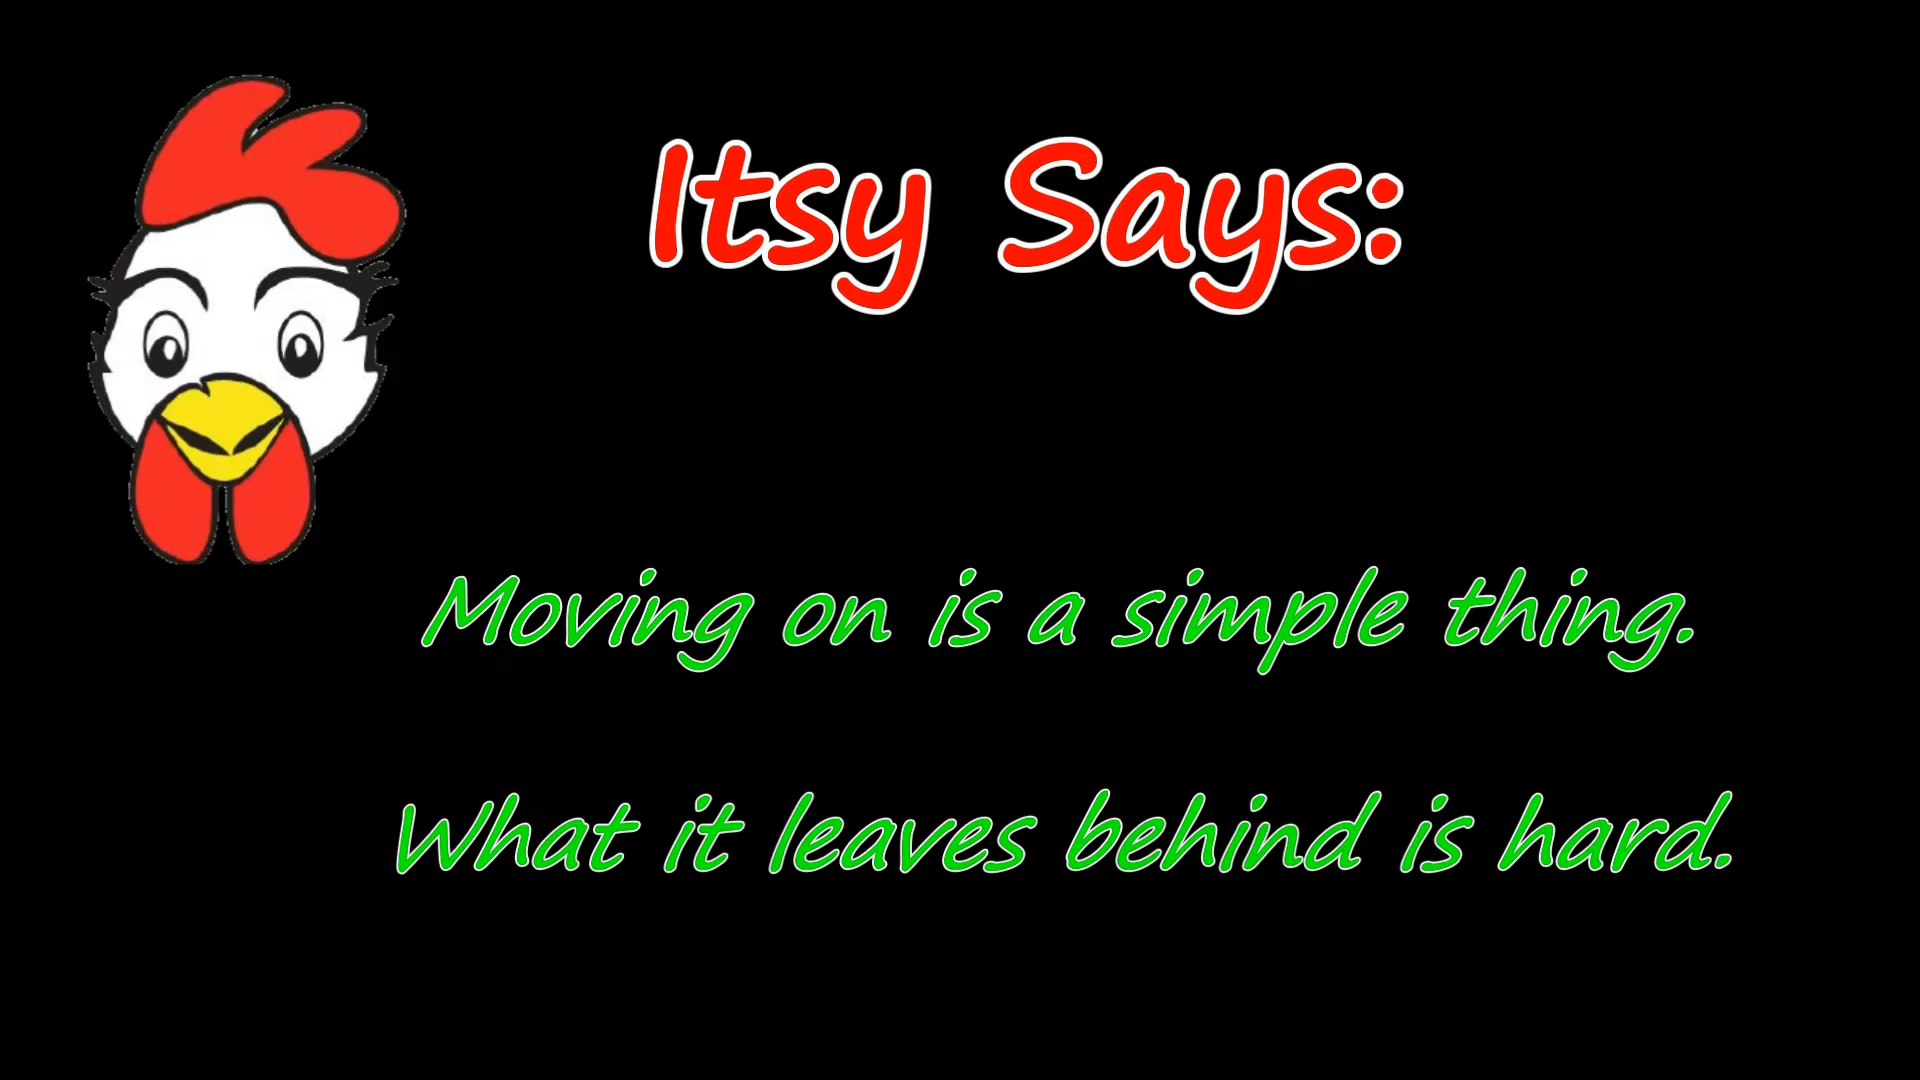 Itsy Says:
Moving on is a simple thing.
What it leaves behind is hard.